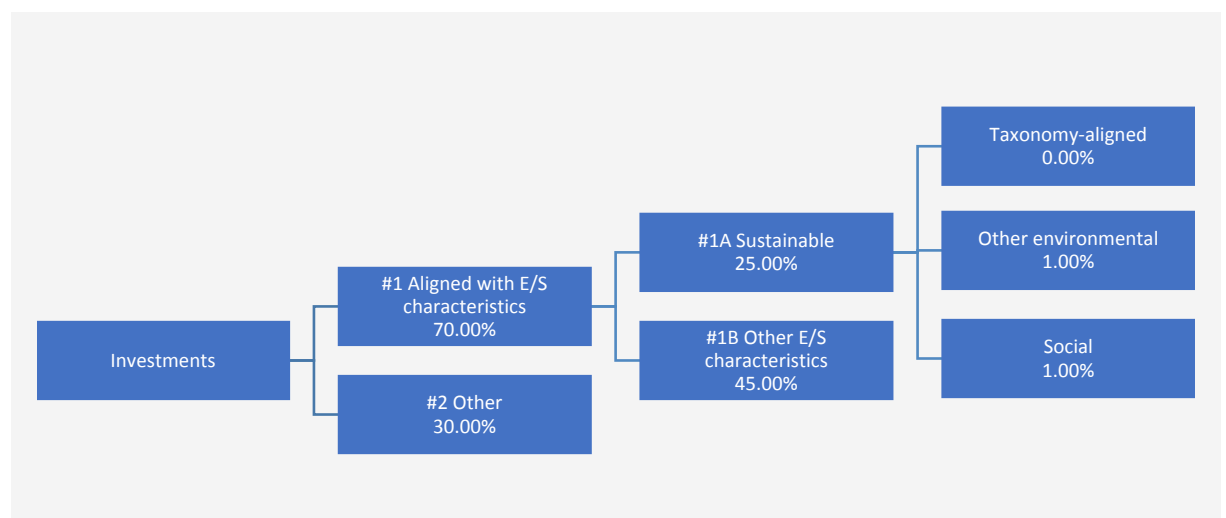 Investments
#1 Aligned with E/S
characteristics
70.00%
#2 Other
30.00%
#1A Sustainable
25.00%
#1B Other E/S
characteristics
45.00%
Taxonomy-aligned
0.00%
Other environmental
1.00%
Social
1.00%